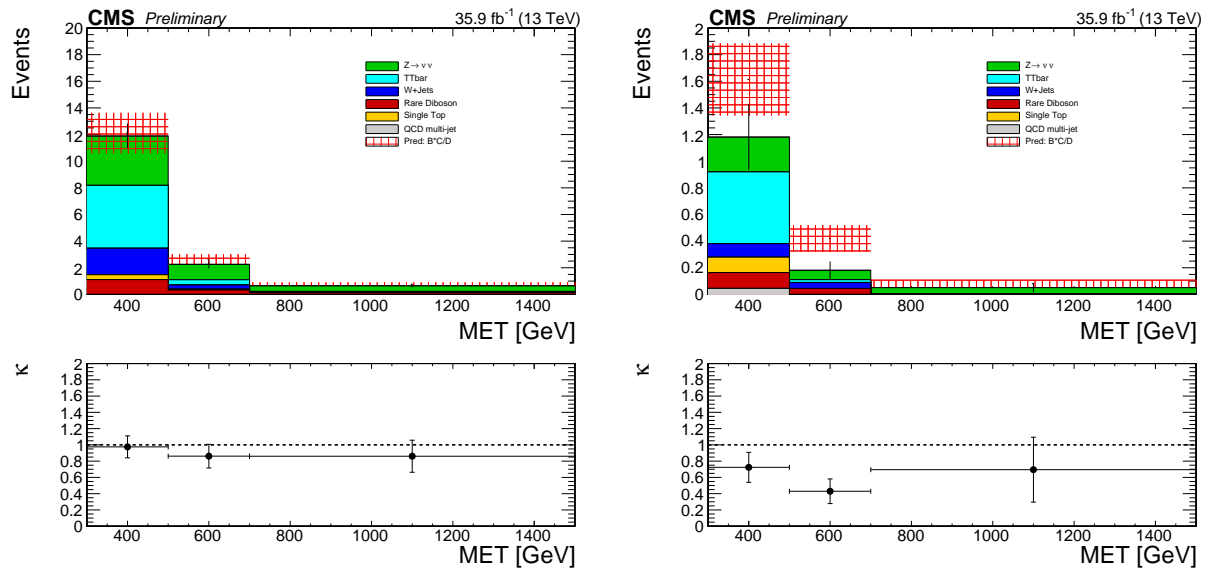 CMS Preliminary 35.9 fb⁻¹ (13 TeV)
Events
20
18
16
14
12
10
8
6
4
2
0
Z→ νν
TTbar
W+Jets
Rare Diboson
Single Top
QCD multi-jet
Pred: B*C/D
400 600 800 1000 1200 1400
MET [GeV]
κ
2
1.8
1.6
1.4
1.2
1
0.8
0.6
0.4
0.2
0
400 600 800 1000 1200 1400
MET [GeV]
CMS Preliminary 35.9 fb⁻¹ (13 TeV)
Events
2
1.8
1.6
1.4
1.2
1
0.8
0.6
0.4
0.2
0
Z→ νν
TTbar
W+Jets
Rare Diboson
Single Top
QCD multi-jet
Pred: B*C/D
400 600 800 1000 1200 1400
MET [GeV]
κ
2
1.8
1.6
1.4
1.2
1
0.8
0.6
0.4
0.2
0
400 600 800 1000 1200 1400
MET [GeV]